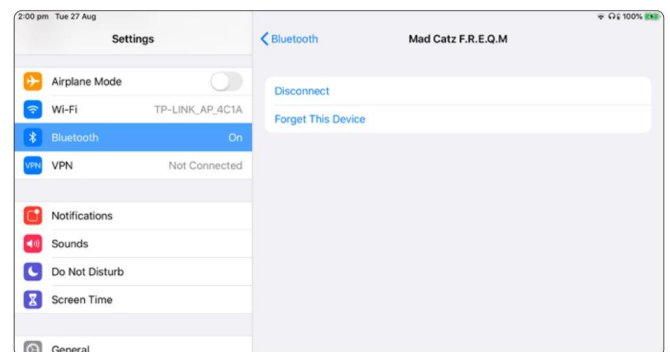 2:00 pm Tue 27 Aug
100%
Settings
Airplane Mode
Wi-Fi TP-LINK_AP_4C1A
Bluetooth On
VPN VPN Not Connected
Notifications
Sounds
Do Not Disturb
Screen Time
General
Bluetooth Mad Catz F.R.E.Q.M
Disconnect
Forget This Device